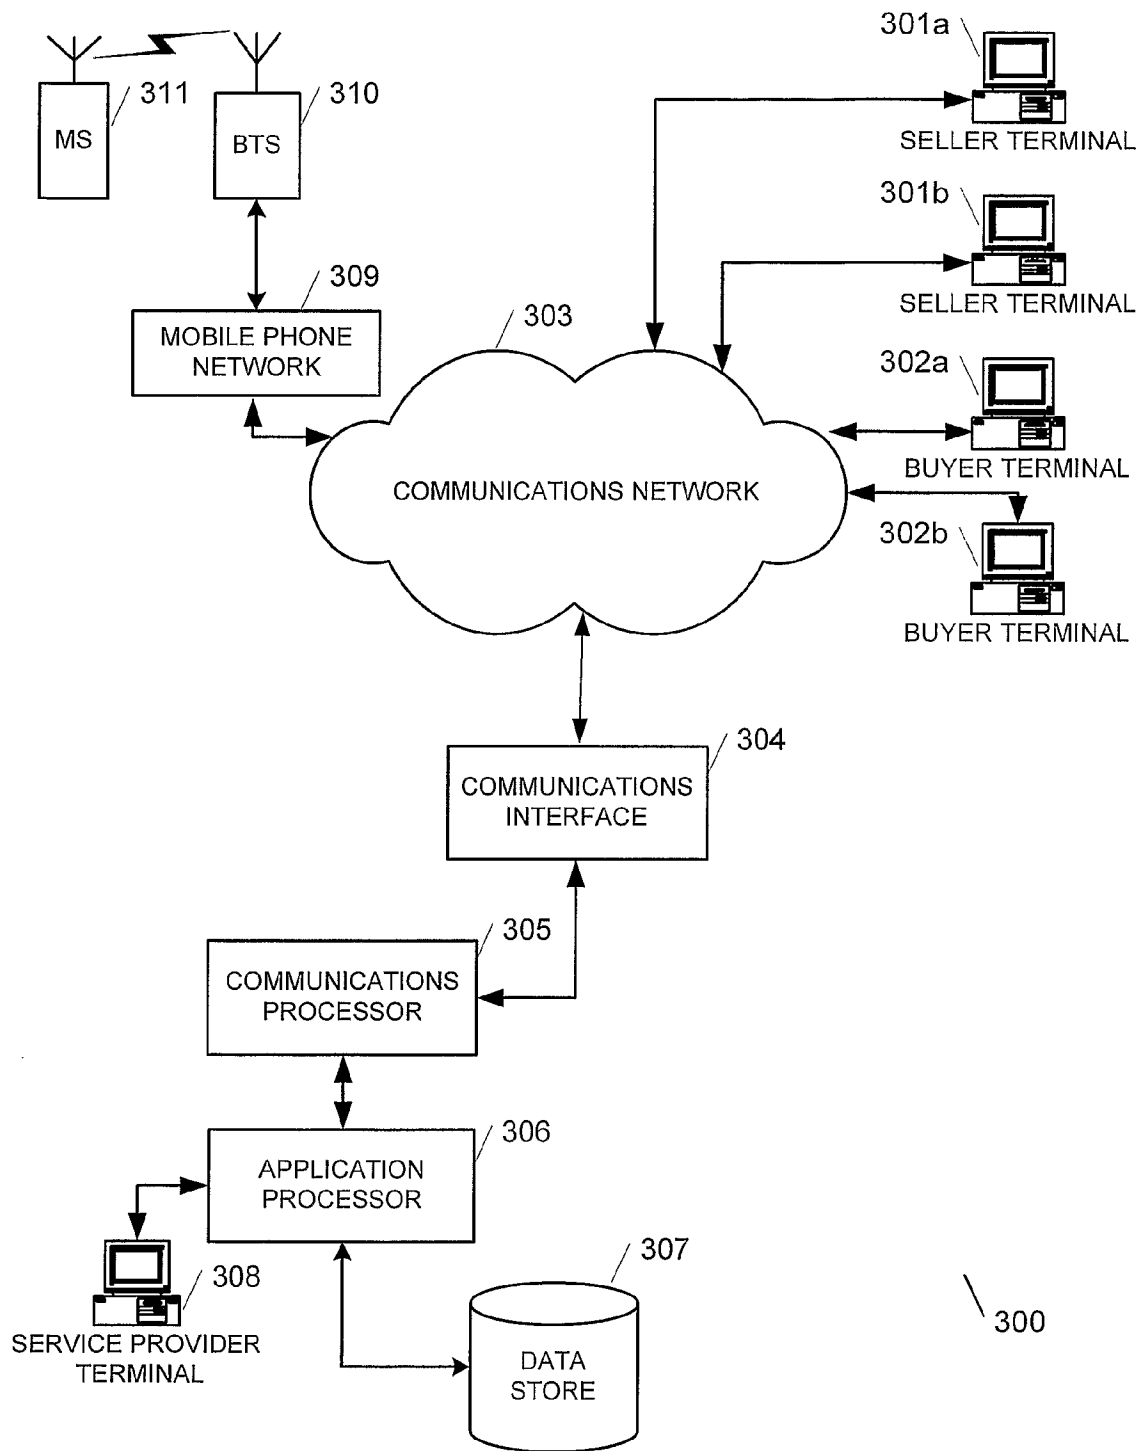 301a
SELLER TERMINAL
311
310
MS
BTS
301b
SELLER TERMINAL
309
MOBILE PHONE
NETWORK
303
302a
BUYER TERMINAL
COMMUNICATIONS NETWORK
302b
BUYER TERMINAL
304
COMMUNICATIONS
INTERFACE
305
COMMUNICATIONS
PROCESSOR
306
APPLICATION
PROCESSOR
307
308
SERVICE PROVIDER
TERMINAL
DATA
STORE
300